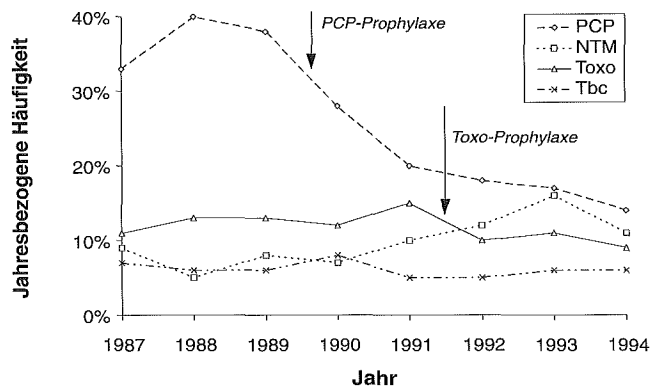 40%
30%
20%
10%
0%
Jahresbezogene Häufigkeit
PCP-Prophylaxe
Toxo-Prophylaxe
PCP
NTM
Toxo
Tbc
1987 1988 1989 1990 1991 1992 1993 1994
Jahr